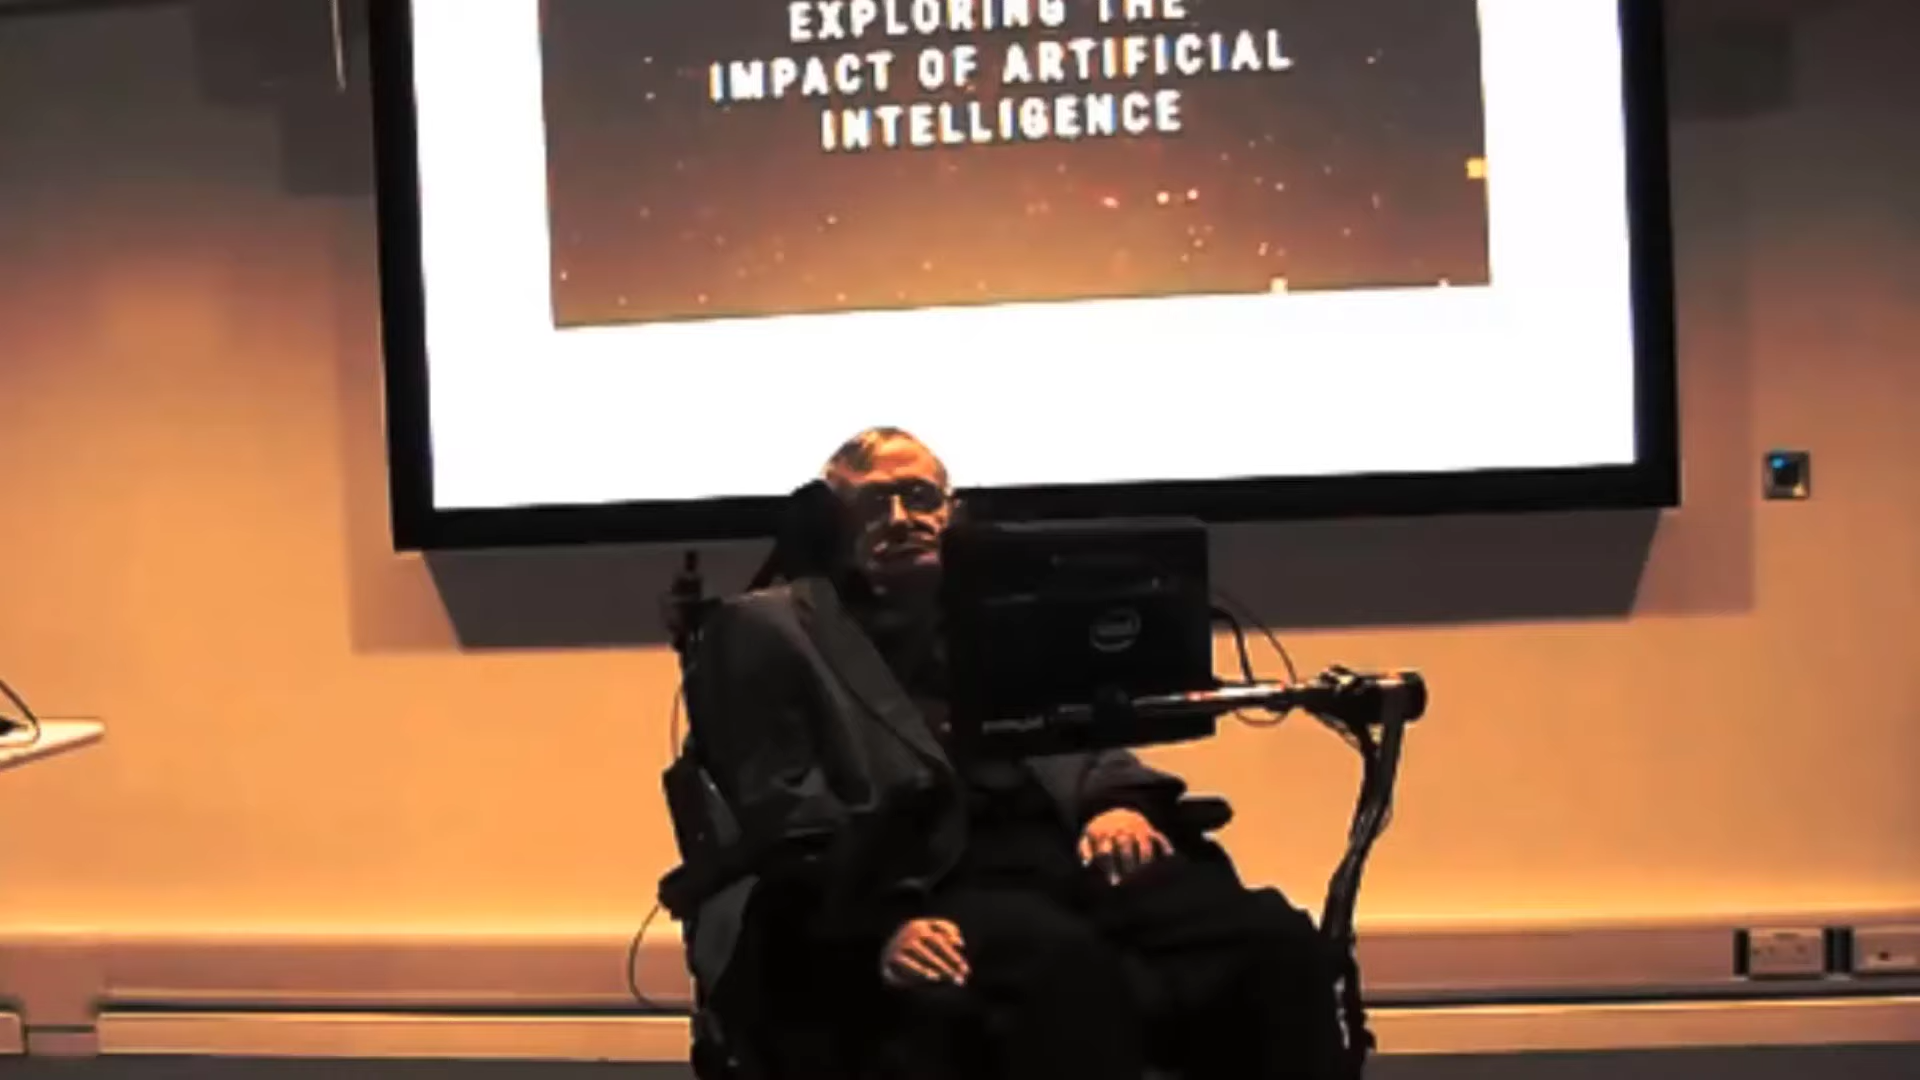 EXPLORING THE
IMPACT OF ARTIFICIAL
INTELLIGENCE
intel